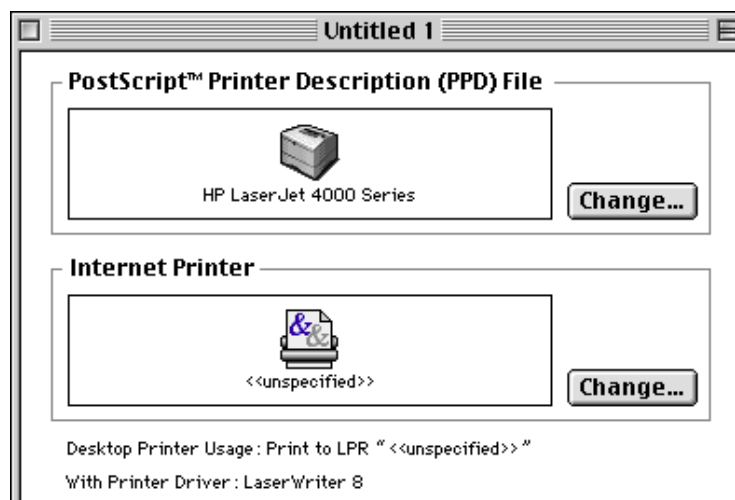 Untitled 1
PostScript™ Printer Description (PPD) File
HP LaserJet 4000 Series
Change...
Internet Printer
&&
<<unspecified>>
Change...
Desktop Printer Usage: Print to LPR "<<unspecified>>"
With Printer Driver: LaserWriter 8